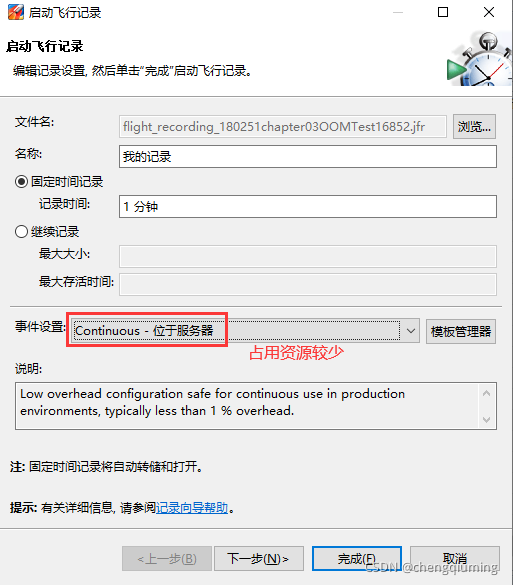 启动飞行记录
启动飞行记录
编辑记录设置, 然后单击“完成”启动飞行记录。
文件名:
flight_recording_180251chapter03OOMTest16852.jfr
浏览...
名称:
我的记录
固定时间记录
记录时间:
1 分钟
继续记录
最大大小:
最大存活时间:
事件设置:
Continuous - 位于服务器
模板管理器
占用资源较少
说明:
Low overhead configuration safe for continuous use in production
environments, typically less than 1 % overhead.
注: 固定时间记录将自动转储和打开。
提示: 有关详细信息, 请参阅记录向导帮助。
<上一步(B)
下一步(N)>
完成(F)
取消
CSDN @chengqiuming